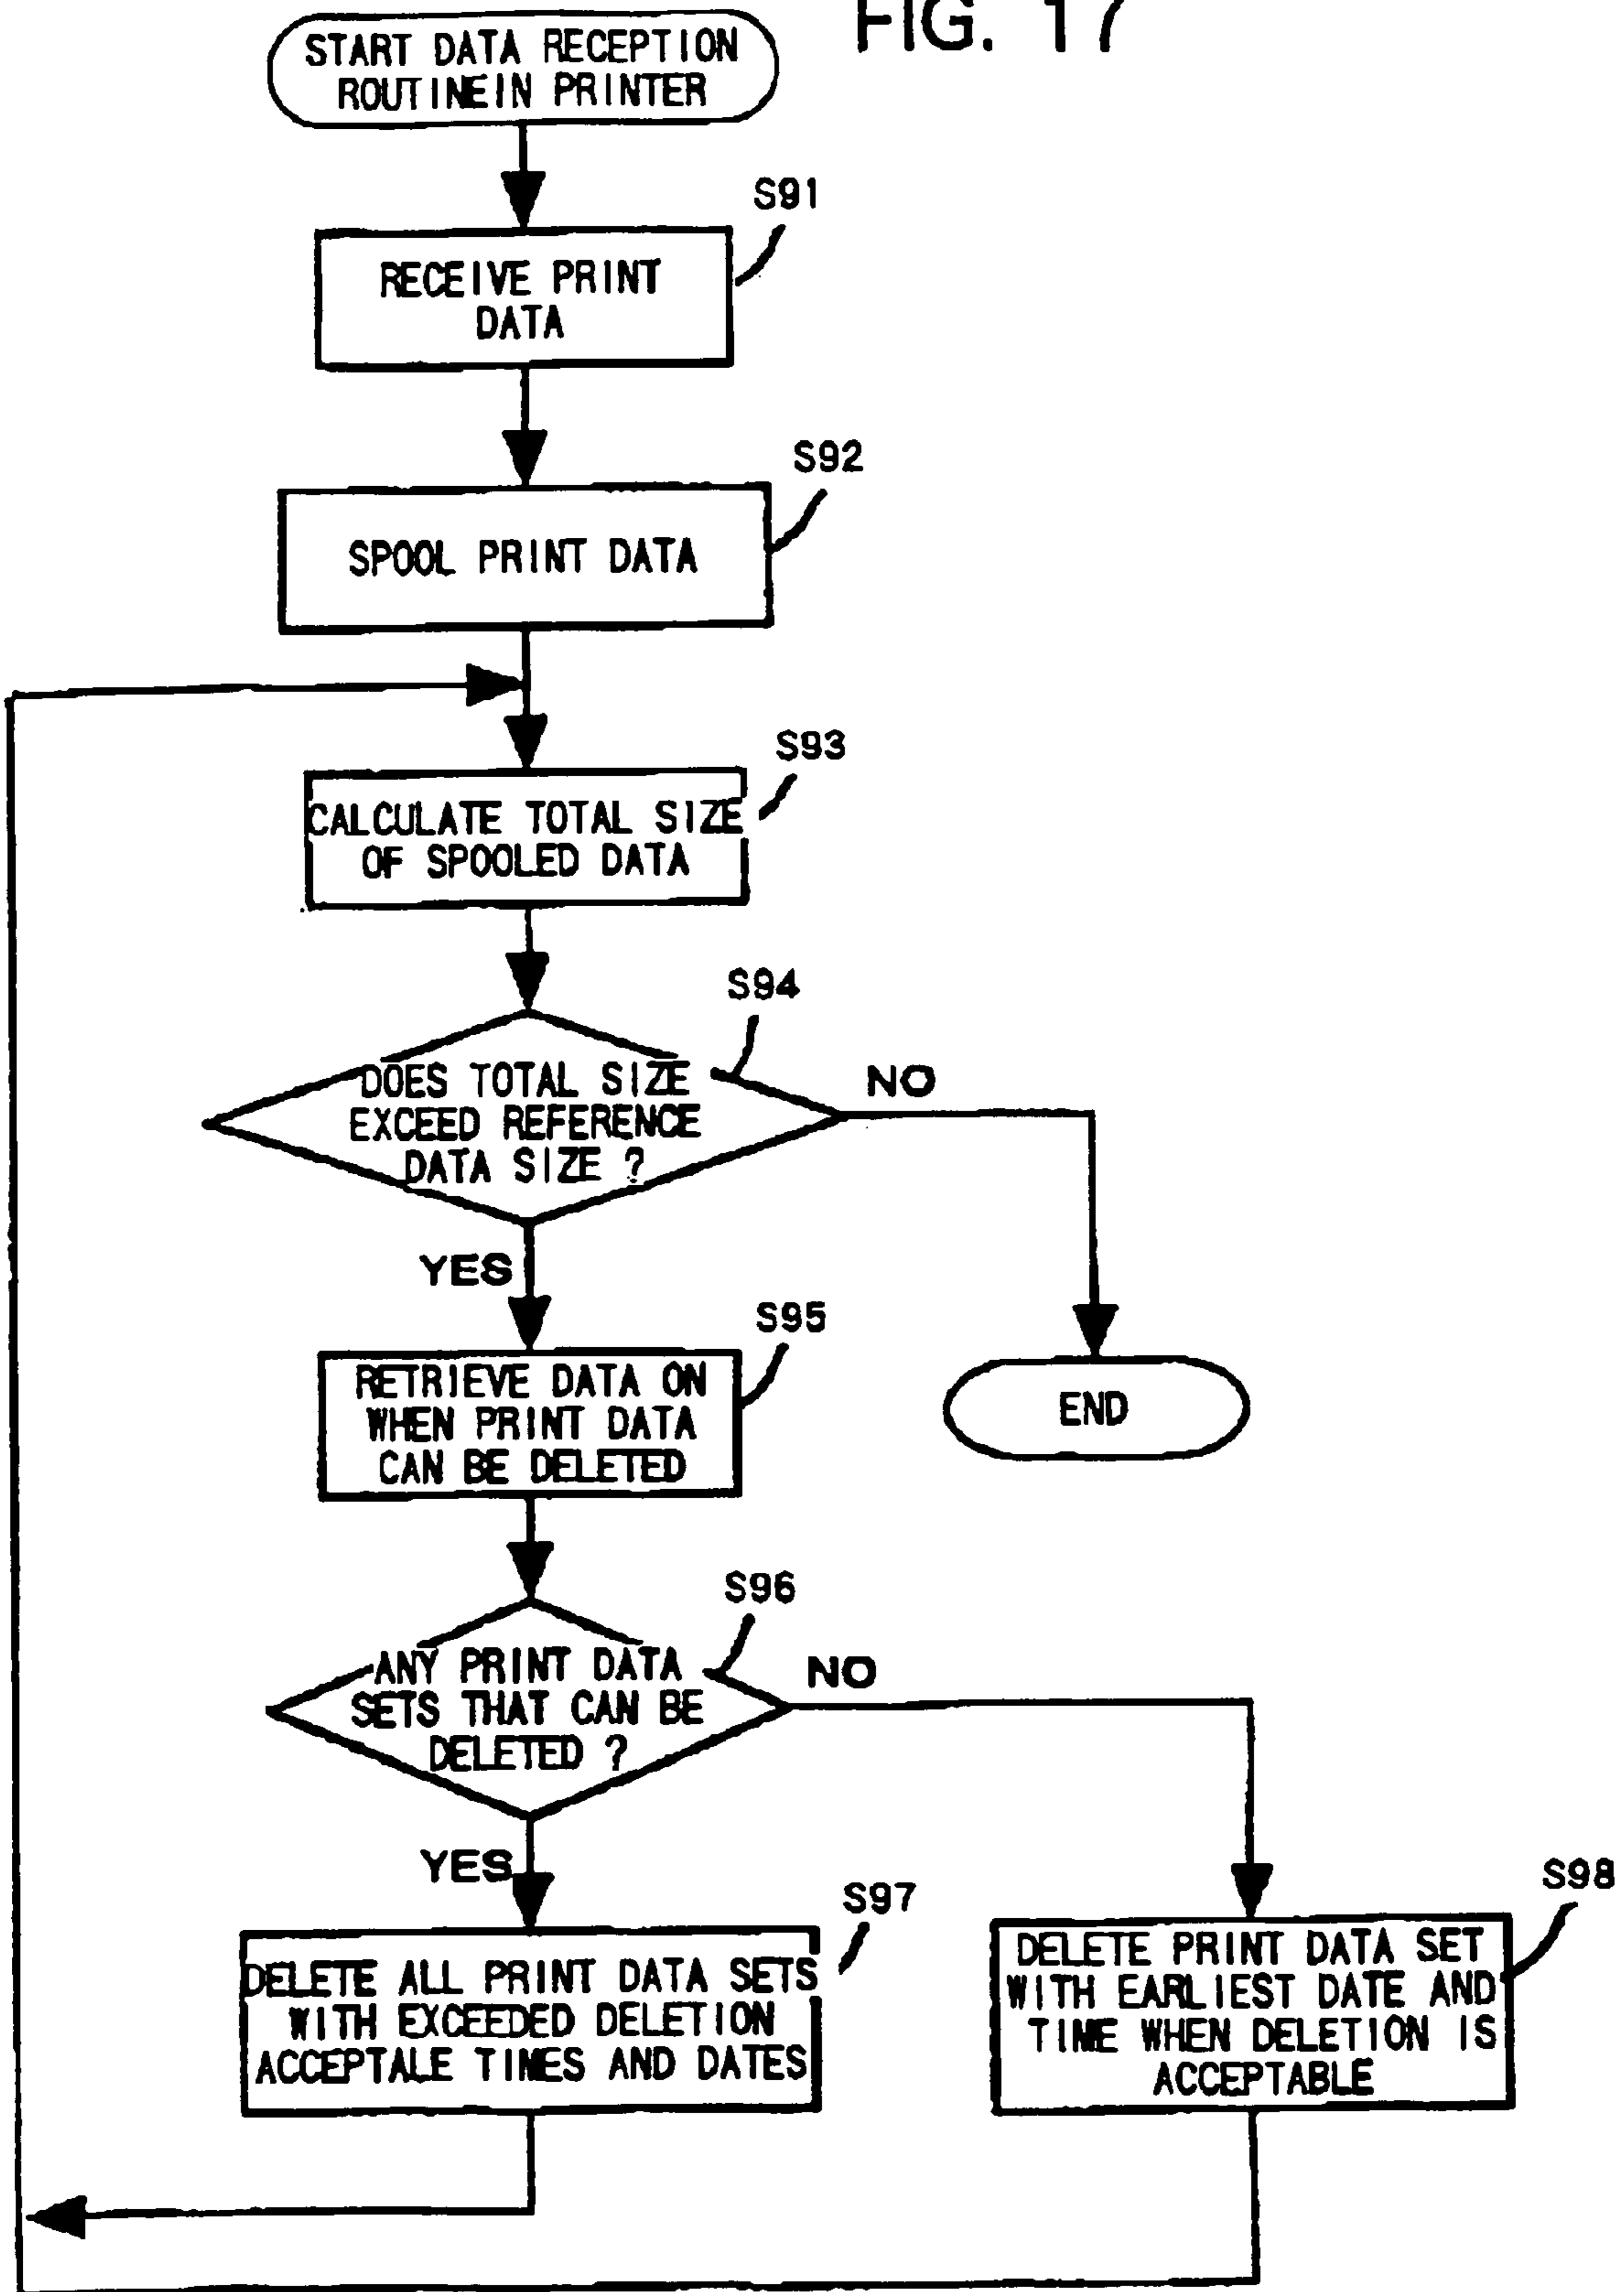 FIG. 17
START DATA RECEPTION
ROUTINEIN PRINTER
S91
RECEIVE PRINT
DATA
S92
SPOOL PRINT DATA
S93
CALCULATE TOTAL SIZE
OF SPOOLED DATA
S94
DOES TOTAL SIZE
EXCEED REFERENCE
DATA SIZE ?
NO
YES
END
S95
RETRIEVE DATA ON
WHEN PRINT DATA
CAN BE DELETED
S96
ANY PRINT DATA
SETS THAT CAN BE
DELETED ?
NO
YES
S97
DELETE ALL PRINT DATA SETS
WITH EXCEEDED DELETION
ACCEPTALE TIMES AND DATES
S98
DELETE PRINT DATA SET
WITH EARLIEST DATE AND
TIME WHEN DELETION IS
ACCEPTABLE